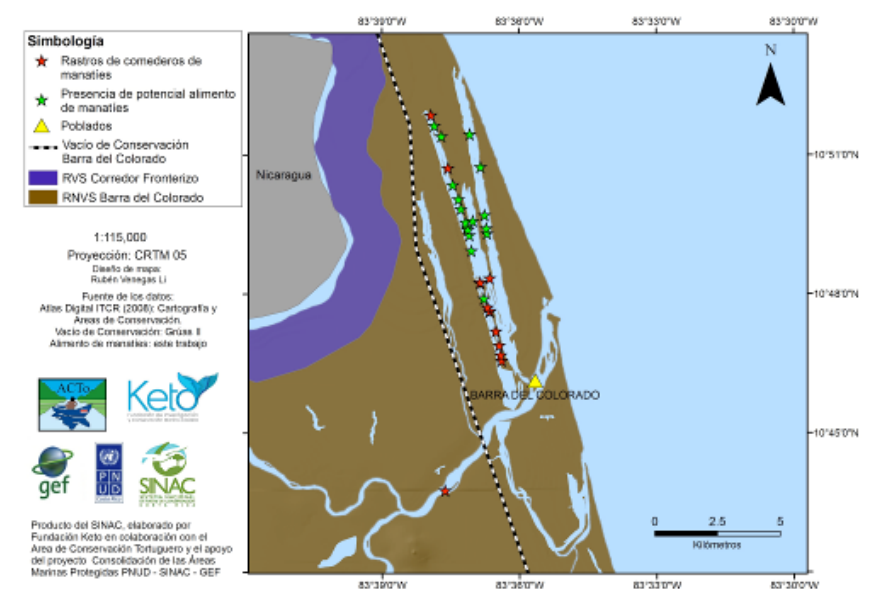 83°39'0"W 83°36'0"W 83°33'0"W 83°30'0"W
Simbología
Rastros de comederos de
manatíes
Presencia de potencial alimento
de manatíes
Poblados
Vacío de Conservación
Barra del Colorado
RVS Corredor Fronterizo
RNVS Barra del Colorado
N
10°51'0"N
Nicaragua
1:115,000
Proyección: CRTM 05
Diseño de mapa:
Rubén Venegas Li
Fuente de los datos:
Atlas Digital ITCR (2008): Cartografía y
Areas de Conservación.
Vacío de Conservación: Grúas II
Alimento de manatíes: este trabajo
10°48'0"N
ACTo
Keto
BARRA DEL COLORADO
10°45'0"N
gef
P N
U D
SINAC
0 2.5 5
Kilómetros
Producto del SINAC, elaborado por
Fundación Keto en colaboración con el
Area de Conservación Tortuguero y el apoyo
del proyecto Consolidación de las Áreas
Marinas Protegidas PNUD - SINAC - GEF
83°39'0"W 83°36'0"W 83°33'0"W 83°30'0"W